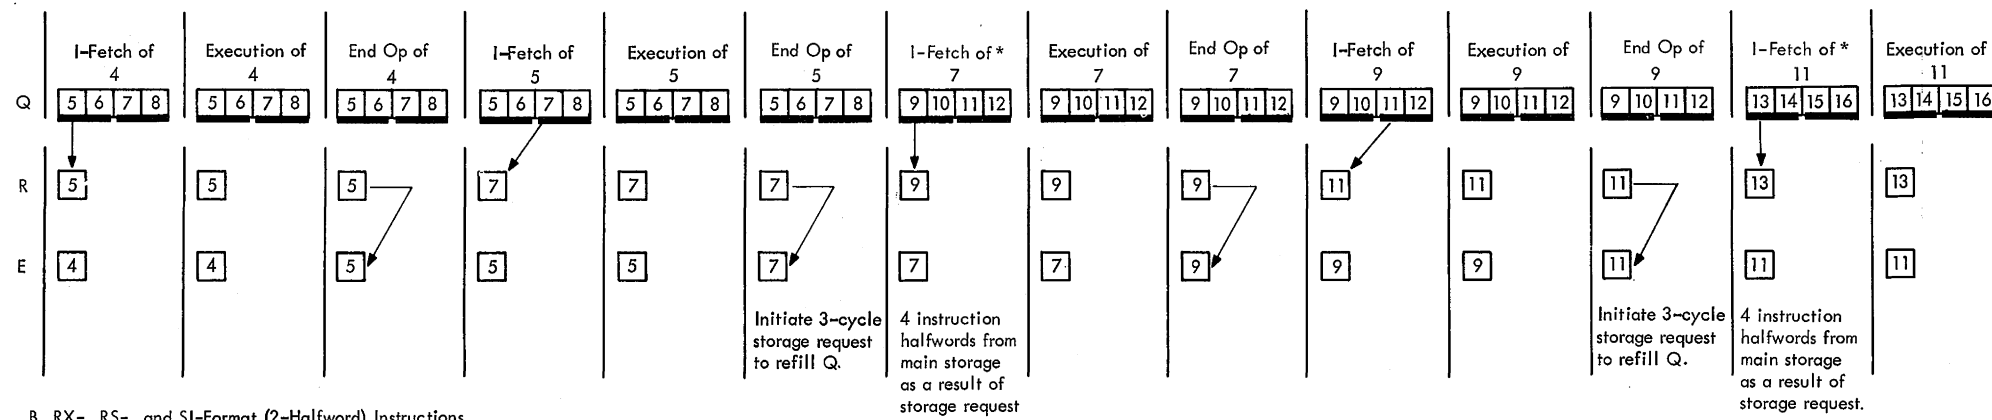 I-Fetch of
4
Execution of
4
End Op of
4
I-Fetch of
5
Execution of
5
End Op of
5
I-Fetch of *
7
Execution of
7
End Op of
7
I-Fetch of
9
Execution of
9
End Op of
9
I-Fetch of *
11
Execution of
11
Q
5 6 7 8
5 6 7 8
5 6 7 8
5 6 7 8
5 6 7 8
5 6 7 8
9 10 11 12
9 10 11 12
9 10 11 12
9 10 11 12
9 10 11 12
9 10 11 12
13 14 15 16
13 14 15 16
R
5
5
5
7
7
7
9
9
9
11
11
11
13
13
E
4
4
5
5
5
7
7
7
9
9
9
11
11
11
Initiate 3-cycle
storage request
to refill Q.
4 instruction
halfwords from
main storage
as a result of
storage request
Initiate 3-cycle
storage request
to refill Q.
4 instruction
halfwords from
main storage
as a result of
storage request.
B. RX-, RS-, and SI-Format (2-Halfword) Instructions